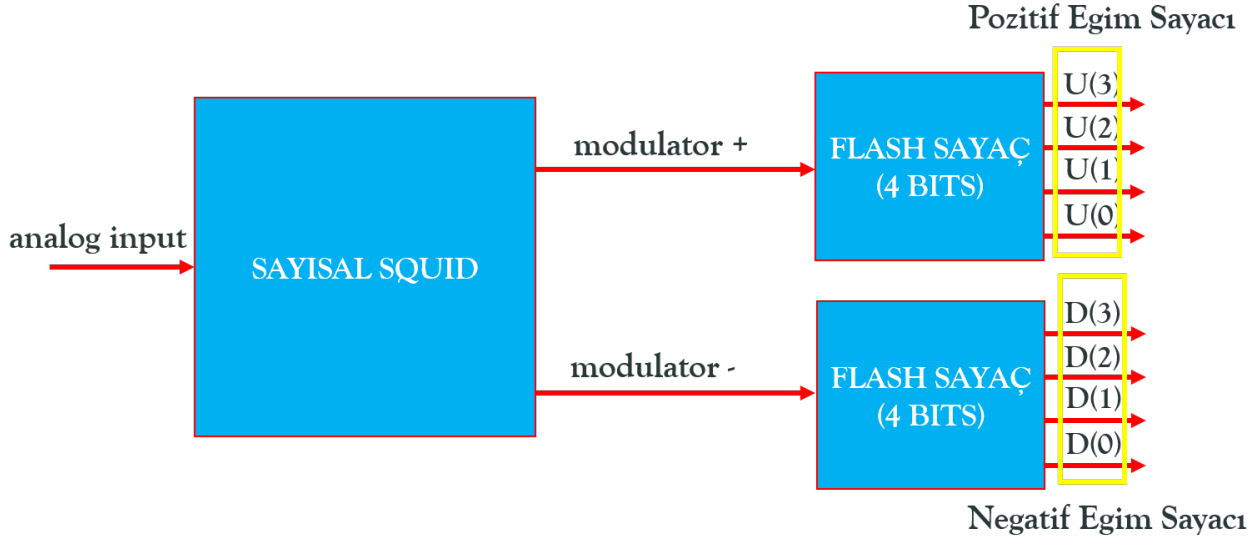 Pozitif Egim Sayacı
U(3)
U(2)
U(1)
U(0)
modulator +
FLASH SAYAÇ
(4 BITS)
analog input
SAYISAL SQUID
modulator -
FLASH SAYAÇ
(4 BITS)
D(3)
D(2)
D(1)
D(0)
Negatif Egim Sayacı